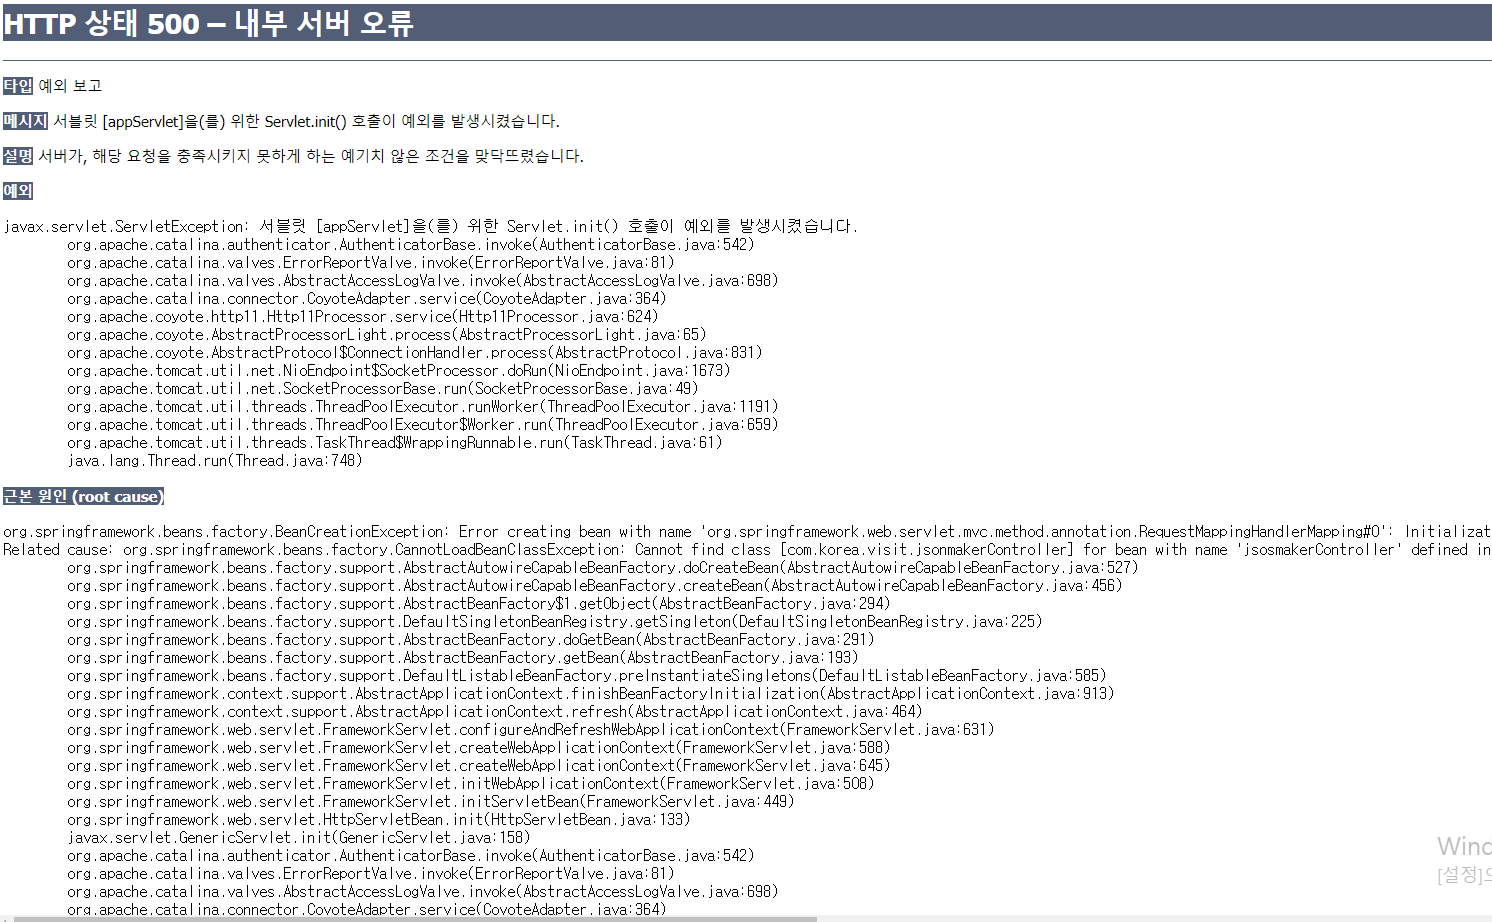 HTTP 상태 500 – 내부 서버 오류
타입 예외 보고
메시지 서블릿 [appServlet]을(를) 위한 Servlet.init() 호출이 예외를 발생시켰습니다.
설명 서버가, 해당 요청을 충족시키지 못하게 하는 예기치 않은 조건을 맞닥뜨렸습니다.
예외
javax.servlet.ServletException: 서블릿 [appServlet]을(를) 위한 Servlet.init() 호출이 예외를 발생시켰습니다.
org.apache.catalina.authenticator.AuthenticatorBase.invoke(AuthenticatorBase.java:542)
org.apache.catalina.valves.ErrorReportValve.invoke(ErrorReportValve.java:81)
org.apache.catalina.valves.AbstractAccessLogValve.invoke(AbstractAccessLogValve.java:698)
org.apache.catalina.connector.CoyoteAdapter.service(CoyoteAdapter.java:364)
org.apache.coyote.http11.Http11Processor.service(Http11Processor.java:624)
org.apache.coyote.AbstractProcessorLight.process(AbstractProcessorLight.java:65)
org.apache.coyote.AbstractProtocol$ConnectionHandler.process(AbstractProtocol.java:831)
org.apache.tomcat.util.net.NioEndpoint$SocketProcessor.doRun(NioEndpoint.java:1673)
org.apache.tomcat.util.net.SocketProcessorBase.run(SocketProcessorBase.java:49)
org.apache.tomcat.util.threads.ThreadPoolExecutor.runWorker(ThreadPoolExecutor.java:1191)
org.apache.tomcat.util.threads.ThreadPoolExecutor$Worker.run(ThreadPoolExecutor.java:659)
org.apache.tomcat.util.threads.TaskThread$WrappingRunnable.run(TaskThread.java:61)
java.lang.Thread.run(Thread.java:748)
근본 원인 (root cause)
org.springframework.beans.factory.BeanCreationException: Error creating bean with name 'org.springframework.web.servlet.mvc.method.annotation.RequestMappingHandlerMapping#0': Initializat
Related cause: org.springframework.beans.factory.CannotLoadBeanClassException: Cannot find class [com.korea.visit.jsonmakerController] for bean with name 'jsosmakerController' defined in
org.springframework.beans.factory.support.AbstractAutowireCapableBeanFactory.doCreateBean(AbstractAutowireCapableBeanFactory.java:527)
org.springframework.beans.factory.support.AbstractAutowireCapableBeanFactory.createBean(AbstractAutowireCapableBeanFactory.java:456)
org.springframework.beans.factory.support.AbstractBeanFactory$1.getObject(AbstractBeanFactory.java:294)
org.springframework.beans.factory.support.DefaultSingletonBeanRegistry.getSingleton(DefaultSingletonBeanRegistry.java:225)
org.springframework.beans.factory.support.AbstractBeanFactory.doGetBean(AbstractBeanFactory.java:291)
org.springframework.beans.factory.support.AbstractBeanFactory.getBean(AbstractBeanFactory.java:193)
org.springframework.beans.factory.support.DefaultListableBeanFactory.preInstantiateSingletons(DefaultListableBeanFactory.java:585)
org.springframework.context.support.AbstractApplicationContext.finishBeanFactoryInitialization(AbstractApplicationContext.java:913)
org.springframework.context.support.AbstractApplicationContext.refresh(AbstractApplicationContext.java:464)
org.springframework.web.servlet.FrameworkServlet.configureAndRefreshWebApplicationContext(FrameworkServlet.java:631)
org.springframework.web.servlet.FrameworkServlet.createWebApplicationContext(FrameworkServlet.java:588)
org.springframework.web.servlet.FrameworkServlet.createWebApplicationContext(FrameworkServlet.java:645)
org.springframework.web.servlet.FrameworkServlet.initWebApplicationContext(FrameworkServlet.java:508)
org.springframework.web.servlet.FrameworkServlet.initServletBean(FrameworkServlet.java:449)
org.springframework.web.servlet.HttpServletBean.init(HttpServletBean.java:133)
javax.servlet.GenericServlet.init(GenericServlet.java:158)
org.apache.catalina.authenticator.AuthenticatorBase.invoke(AuthenticatorBase.java:542)
org.apache.catalina.valves.ErrorReportValve.invoke(ErrorReportValve.java:81)
org.apache.catalina.valves.AbstractAccessLogValve.invoke(AbstractAccessLogValve.java:698)
org.apache.catalina.connector.CoyoteAdapter.service(CoyoteAdapter.java:364)
Wind
[설정]으